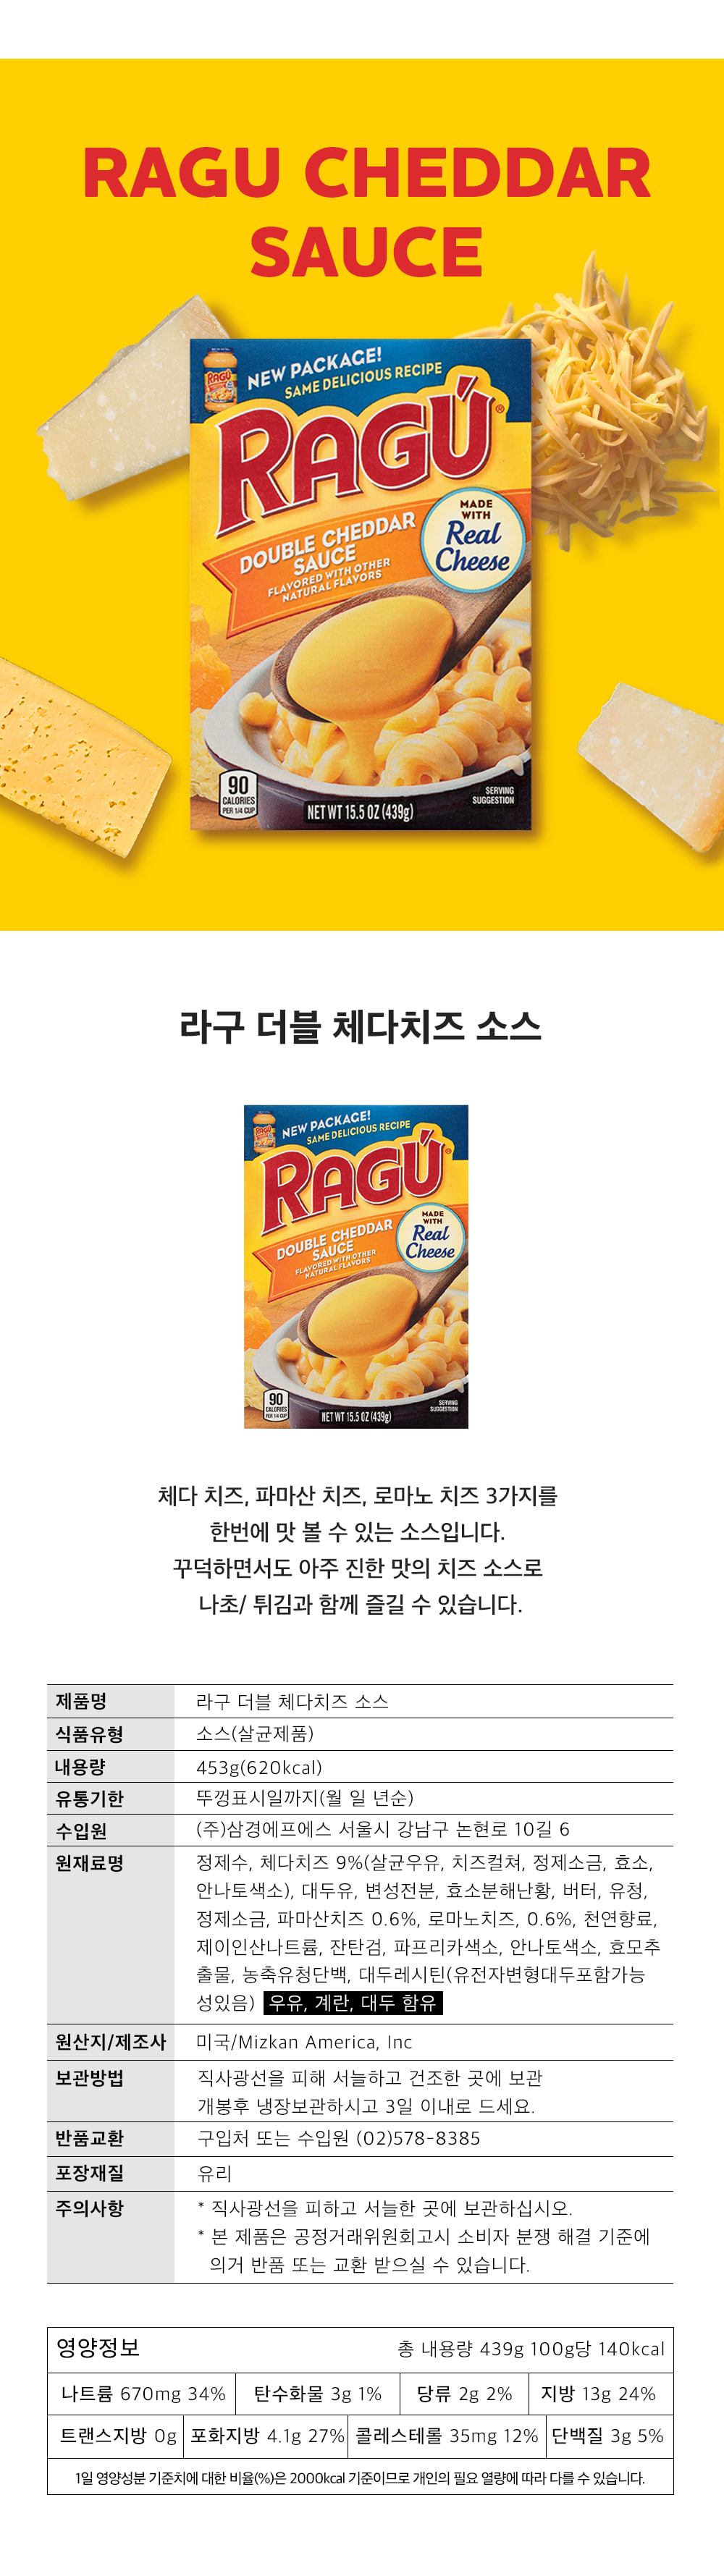 RAGU CHEDDAR
SAUCE
NEW PACKAGE!
SAME DELICIOUS RECIPE
RAGÚ®
MADE
WITH
Real
Cheese
DOUBLE CHEDDAR
SAUCE
FLAVORED WITH OTHER
NATURAL FLAVORS
90
CALORIES
PER 1/4 CUP
NET WT 15.5 OZ (439g)
SERVING
SUGGESTION
라구 더블 체다치즈 소스
NEW PACKAGE!
SAME DELICIOUS RECIPE
RAGÚ®
MADE
WITH
Real
Cheese
DOUBLE CHEDDAR
SAUCE
FLAVORED WITH OTHER
NATURAL FLAVORS
90
CALORIES
PER 1/4 CUP
NET WT 15.5 OZ (439g)
SERVING
SUGGESTION
체다 치즈, 파마산 치즈, 로마노 치즈 3가지를
한번에 맛 볼 수 있는 소스입니다.
꾸덕하면서도 아주 진한 맛의 치즈 소스로
나초/ 튀김과 함께 즐길 수 있습니다.
제품명 라구 더블 체다치즈 소스
식품유형 소스(살균제품)
내용량 453g(620kcal)
유통기한 뚜껑표시일까지(월 일 년순)
수입원 (주)삼경에프에스 서울시 강남구 논현로 10길 6
원재료명 정제수, 체다치즈 9%(살균우유, 치즈컬쳐, 정제소금, 효소,
안나토색소), 대두유, 변성전분, 효소분해난황, 버터, 유청,
정제소금, 파마산치즈 0.6%, 로마노치즈, 0.6%, 천연향료,
제이인산나트륨, 잔탄검, 파프리카색소, 안나토색소, 효모추
출물, 농축유청단백, 대두레시틴(유전자변형대두포함가능
성있음) 우유, 계란, 대두 함유
원산지/제조사 미국/Mizkan America, Inc
보관방법 직사광선을 피해 서늘하고 건조한 곳에 보관
개봉후 냉장보관하시고 3일 이내로 드세요.
반품교환 구입처 또는 수입원 (02)578-8385
포장재질 유리
주의사항 * 직사광선을 피하고 서늘한 곳에 보관하십시오.
* 본 제품은 공정거래위원회고시 소비자 분쟁 해결 기준에
의거 반품 또는 교환 받으실 수 있습니다.
영양정보 총 내용량 439g 100g당 140kcal
나트륨 670mg 34% 탄수화물 3g 1% 당류 2g 2% 지방 13g 24%
트랜스지방 0g 포화지방 4.1g 27% 콜레스테롤 35mg 12% 단백질 3g 5%
1일 영양성분 기준치에 대한 비율(%)은 2000kcal 기준이므로 개인의 필요 열량에 따라 다를 수 있습니다.